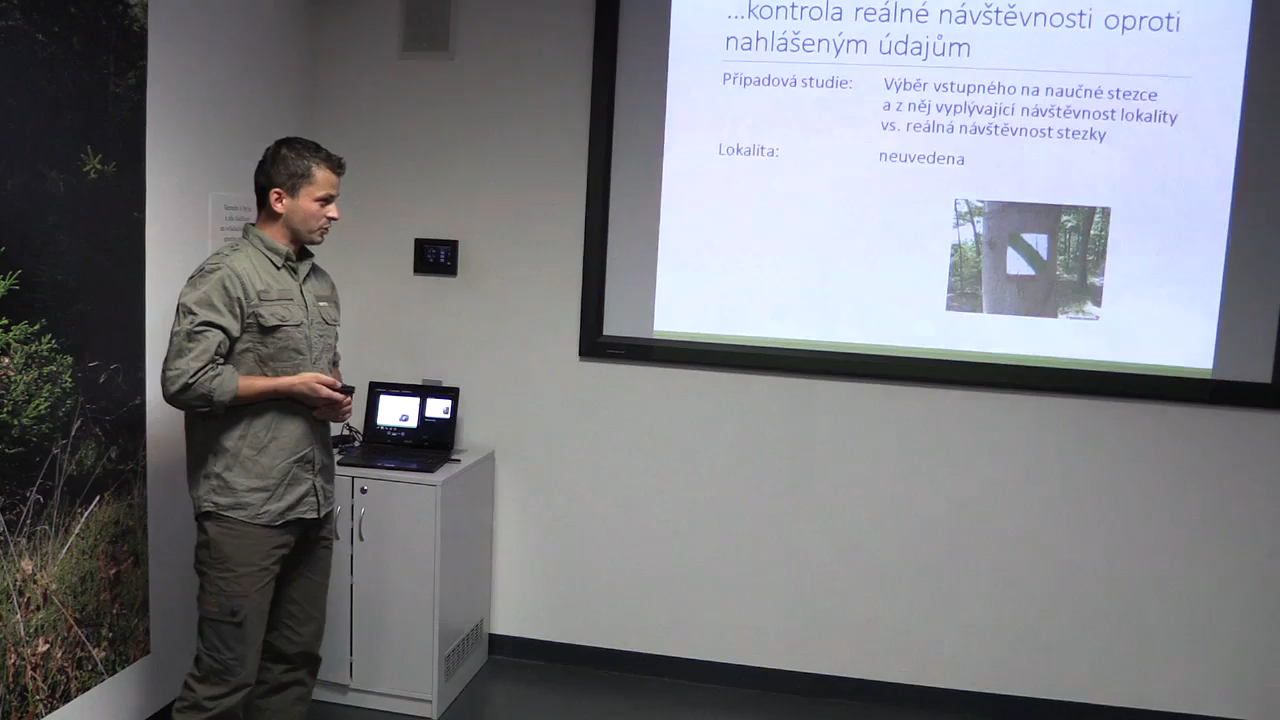 ...kontrola reálné návštěvnosti oproti
nahlášeným údajům
Případová studie: Výběr vstupného na naučné stezce
a z něj vyplývající návštěvnost lokality
vs. reálná návštěvnost stezky
Lokalita: neuvedena